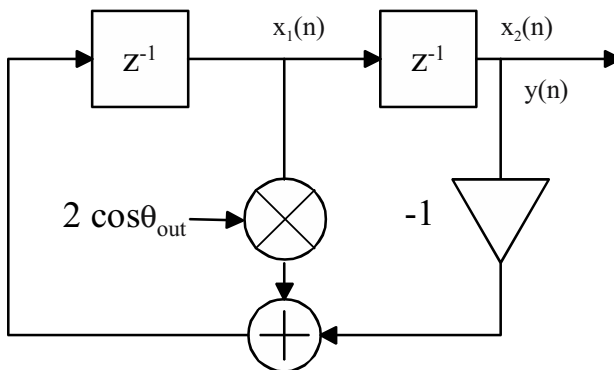 z⁻¹
x₁(n)
z⁻¹
x₂(n)
y(n)
2 cosθₒᵤₜ
-1